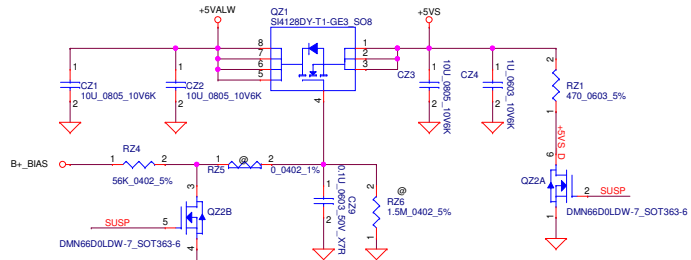 +5VALW
QZ1
SI4128DY-T1-GE3_SO8
+5VS
8
7
6
5
1
2
3
4
1
2
CZ1
10U_0805_10V6K
1
2
CZ2
10U_0805_10V6K
CZ3
1
2
10U_0805_10V6K
CZ4
1
2
1U_0603_10V6K
2
1
RZ1
470_0603_5%
+5VS_D
B+_BIAS
1
RZ4
2
56K_0402_5%
1
RZ5
@
2
0_0402_1%
1
2
0.1U_0603_50V_X7R
CZ9
2
1
@
RZ6
1.5M_0402_5%
6
QZ2A
2
SUSP
1
DMN66D0LDW-7_SOT363-6
3
QZ2B
SUSP
5
DMN66D0LDW-7_SOT363-6
4